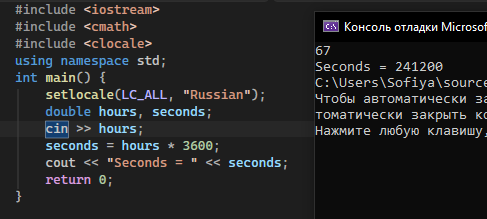 #include <iostream>
#include <cmath>
#include <clocale>
using namespace std;
int main() {
setlocale(LC_ALL, "Russian");
double hours, seconds;
cin >> hours;
seconds = hours * 3600;
cout << "Seconds = " << seconds;
return 0;
}
Консоль отладки Microsof
67
Seconds = 241200
C:\Users\Sofiya\source
Чтобы автоматически за
томатически закрыть ко
Нажмите любую клавишу,